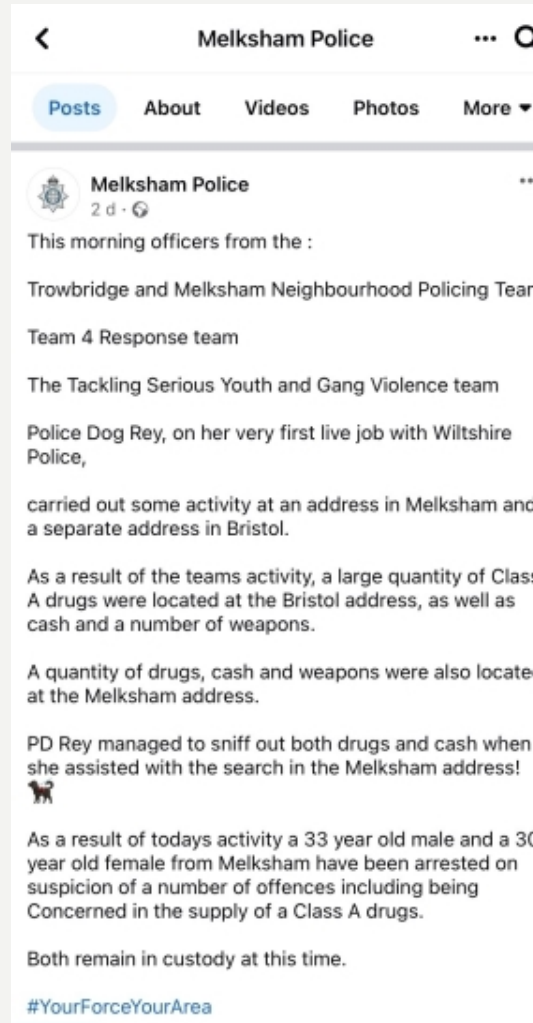 Melksham Police
Posts About Videos Photos More
Melksham Police
2 d
This morning officers from the :
Trowbridge and Melksham Neighbourhood Policing
Team 4 Response team
The Tackling Serious Youth and Gang Violence team
Police Dog Rey, on her very first live job with Wiltshire
Police,
carried out some activity at an address in Melksham and
a separate address in Bristol.
As a result of the teams activity, a large quantity of Class
A drugs were located at the Bristol address, as well as
cash and a number of weapons.
A quantity of drugs, cash and weapons were also located
at the Melksham address.
PD Rey managed to sniff out both drugs and cash when
she assisted with the search in the Melksham address!
As a result of todays activity a 33 year old male and a 30
year old female from Melksham have been arrested on
suspicion of a number of offences including being
Concerned in the supply of a Class A drugs.
Both remain in custody at this time.
#YourForceYourArea